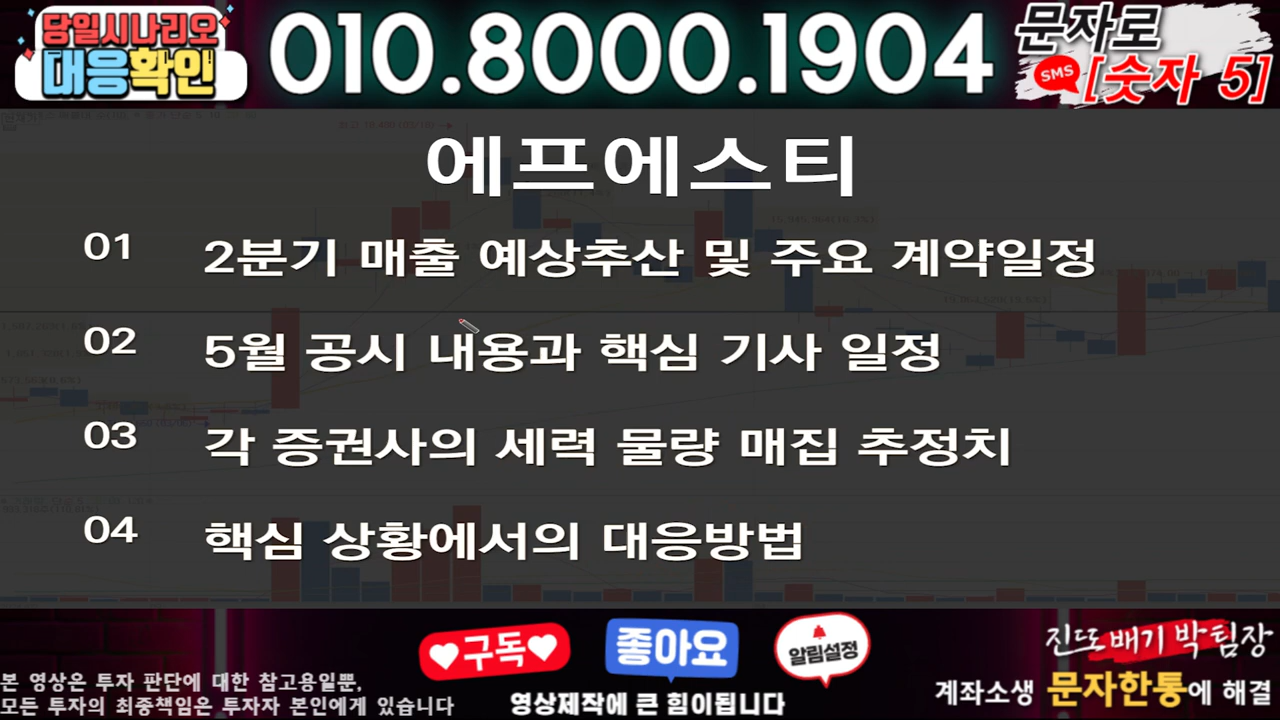 당일시나리오
대응확인
010.8000.1904
문자로
SMS
[숫자 5]
에프에스티
01 2분기 매출 예상추산 및 주요 계약일정
02 5월 공시 내용과 핵심 기사 일정
03 각 증권사의 세력 물량 매집 추정치
04 핵심 상황에서의 대응방법
구독
좋아요
알림설정
영상제작에 큰 힘이됩니다
본 영상은 투자 판단에 대한 참고용일뿐,
모든 투자의 최종책임은 투자자 본인에게 있습니다
진또배기 박팀장
계좌소생 문자한통에 해결